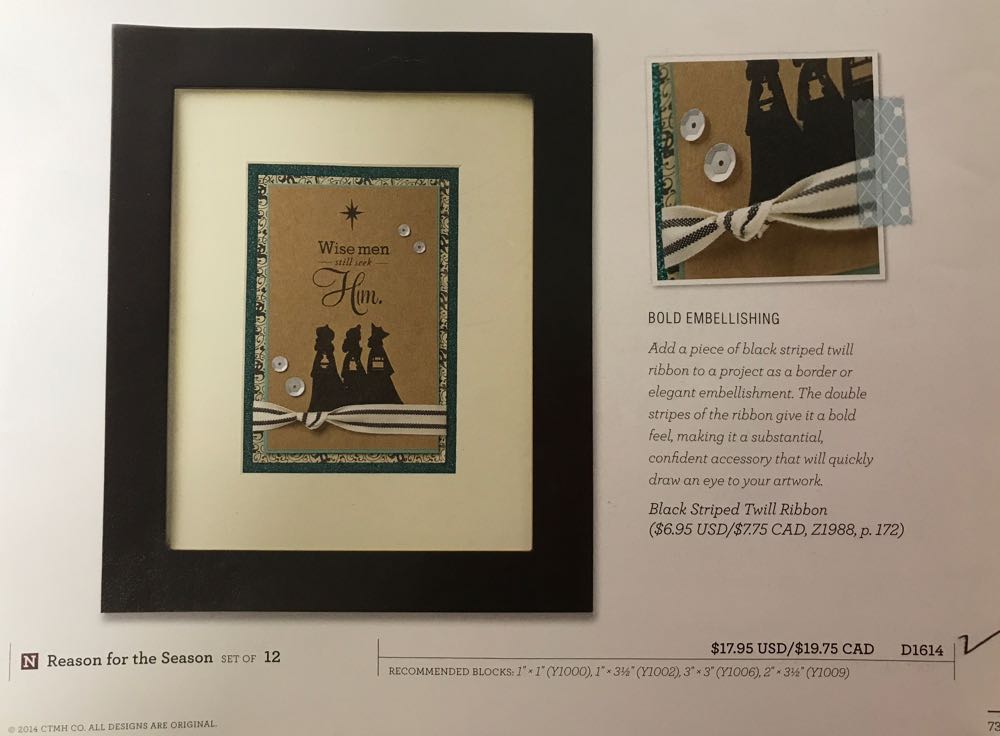 Wise men
still seek
Him.
BOLD EMBELLISHING
Add a piece of black striped twill
ribbon to a project as a border or
elegant embellishment. The double
stripes of the ribbon give it a bold
feel, making it a substantial,
confident accessory that will quickly
draw an eye to your artwork.
Black Striped Twill Ribbon
($6.95 USD/$7.75 CAD, Z1988, p. 172)
N Reason for the Season SET OF 12
$17.95 USD/$19.75 CAD D1614
RECOMMENDED BLOCKS: 1" × 1" (Y1000), 1" × 3½" (Y1002), 3" × 3" (Y1006), 2" × 3½" (Y1009)
© 2014 CTMH CO. ALL DESIGNS ARE ORIGINAL.
73